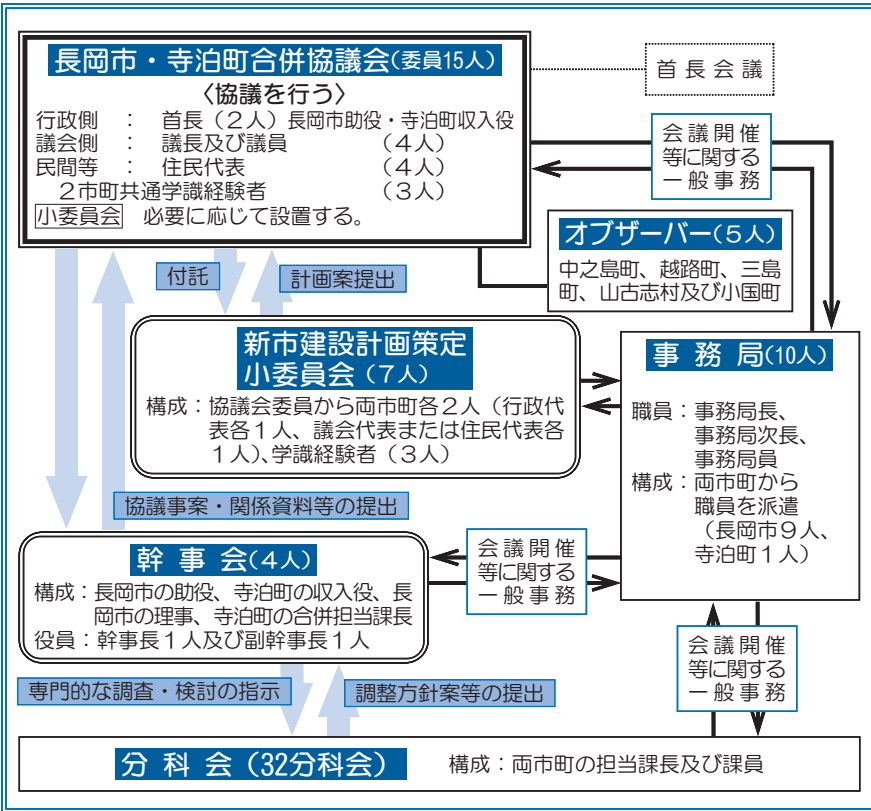 長岡市・寺泊町合併協議会(委員15人)
〈協議を行う〉
行政側 ： 首長（２人）長岡市助役・寺泊町収入役
議会側 ： 議長及び議員 （４人）
民間等 ： 住民代表 （４人）
２市町共通学識経験者 （３人）
小委員会 必要に応じて設置する。
首長会議
会議開催
等に関する
一般事務
オブザーバー(５人)
中之島町、越路町、三島
町、山古志村及び小国町
付託
計画案提出
新市建設計画策定
小委員会（７人）
構成：協議会委員から両市町各２人（行政代
表各１人、議会代表または住民代表各
１人）、学識経験者（３人）
事務局(10人)
職員：事務局長、
事務局次長、
事務局員
構成：両市町から
職員を派遣
（長岡市９人、
寺泊町１人）
協議事案・関係資料等の提出
幹事会(４人)
構成：長岡市の助役、寺泊町の収入役、長
岡市の理事、寺泊町の合併担当課長
役員：幹事長１人及び副幹事長１人
会議開催
等に関する
一般事務
会議開催
等に関する
一般事務
専門的な調査・検討の指示
調整方針案等の提出
分科会（32分科会）
構成：両市町の担当課長及び課員